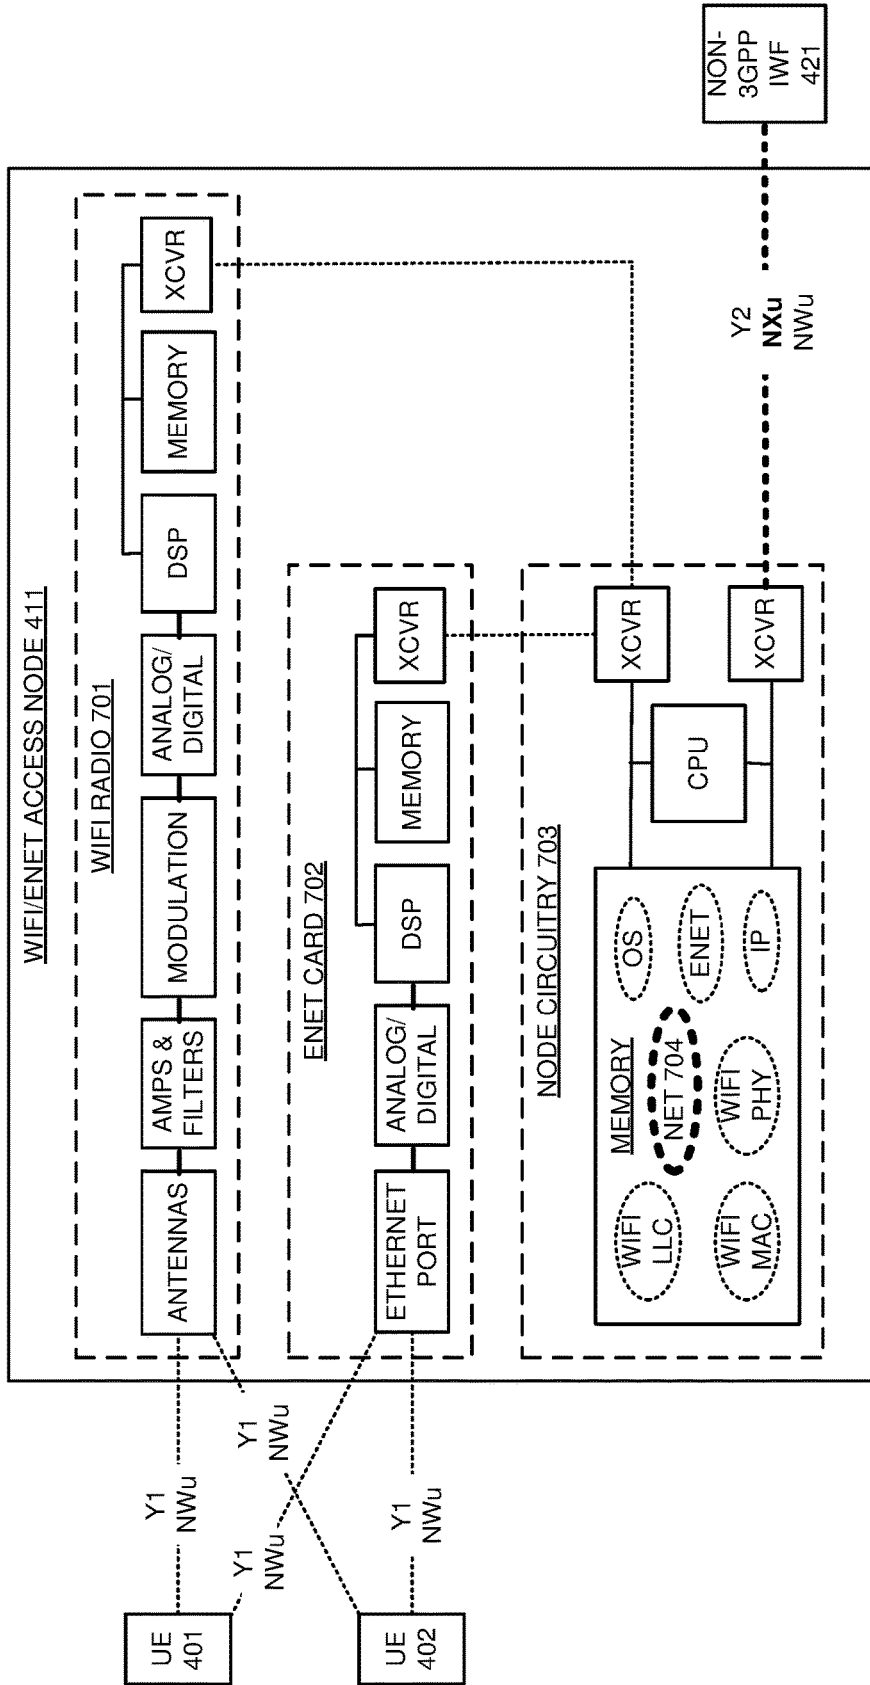 WIFI/ENET ACCESS NODE 411
WIFI RADIO 701
ANTENNAS
AMPS &
FILTERS
MODULATION
ANALOG/
DIGITAL
DSP
MEMORY
XCVR
ENET CARD 702
ETHERNET
PORT
ANALOG/
DIGITAL
DSP
MEMORY
XCVR
NODE CIRCUITRY 703
MEMORY
WIFI
LLC
NET 704
OS
ENET
WIFI
MAC
WIFI
PHY
IP
CPU
XCVR
XCVR
UE
401
UE
402
Y1
NWu
Y1
NWu
Y1
NWu
Y1
NWu
Y2
NXu
NWu
NON-
3GPP
IWF
421